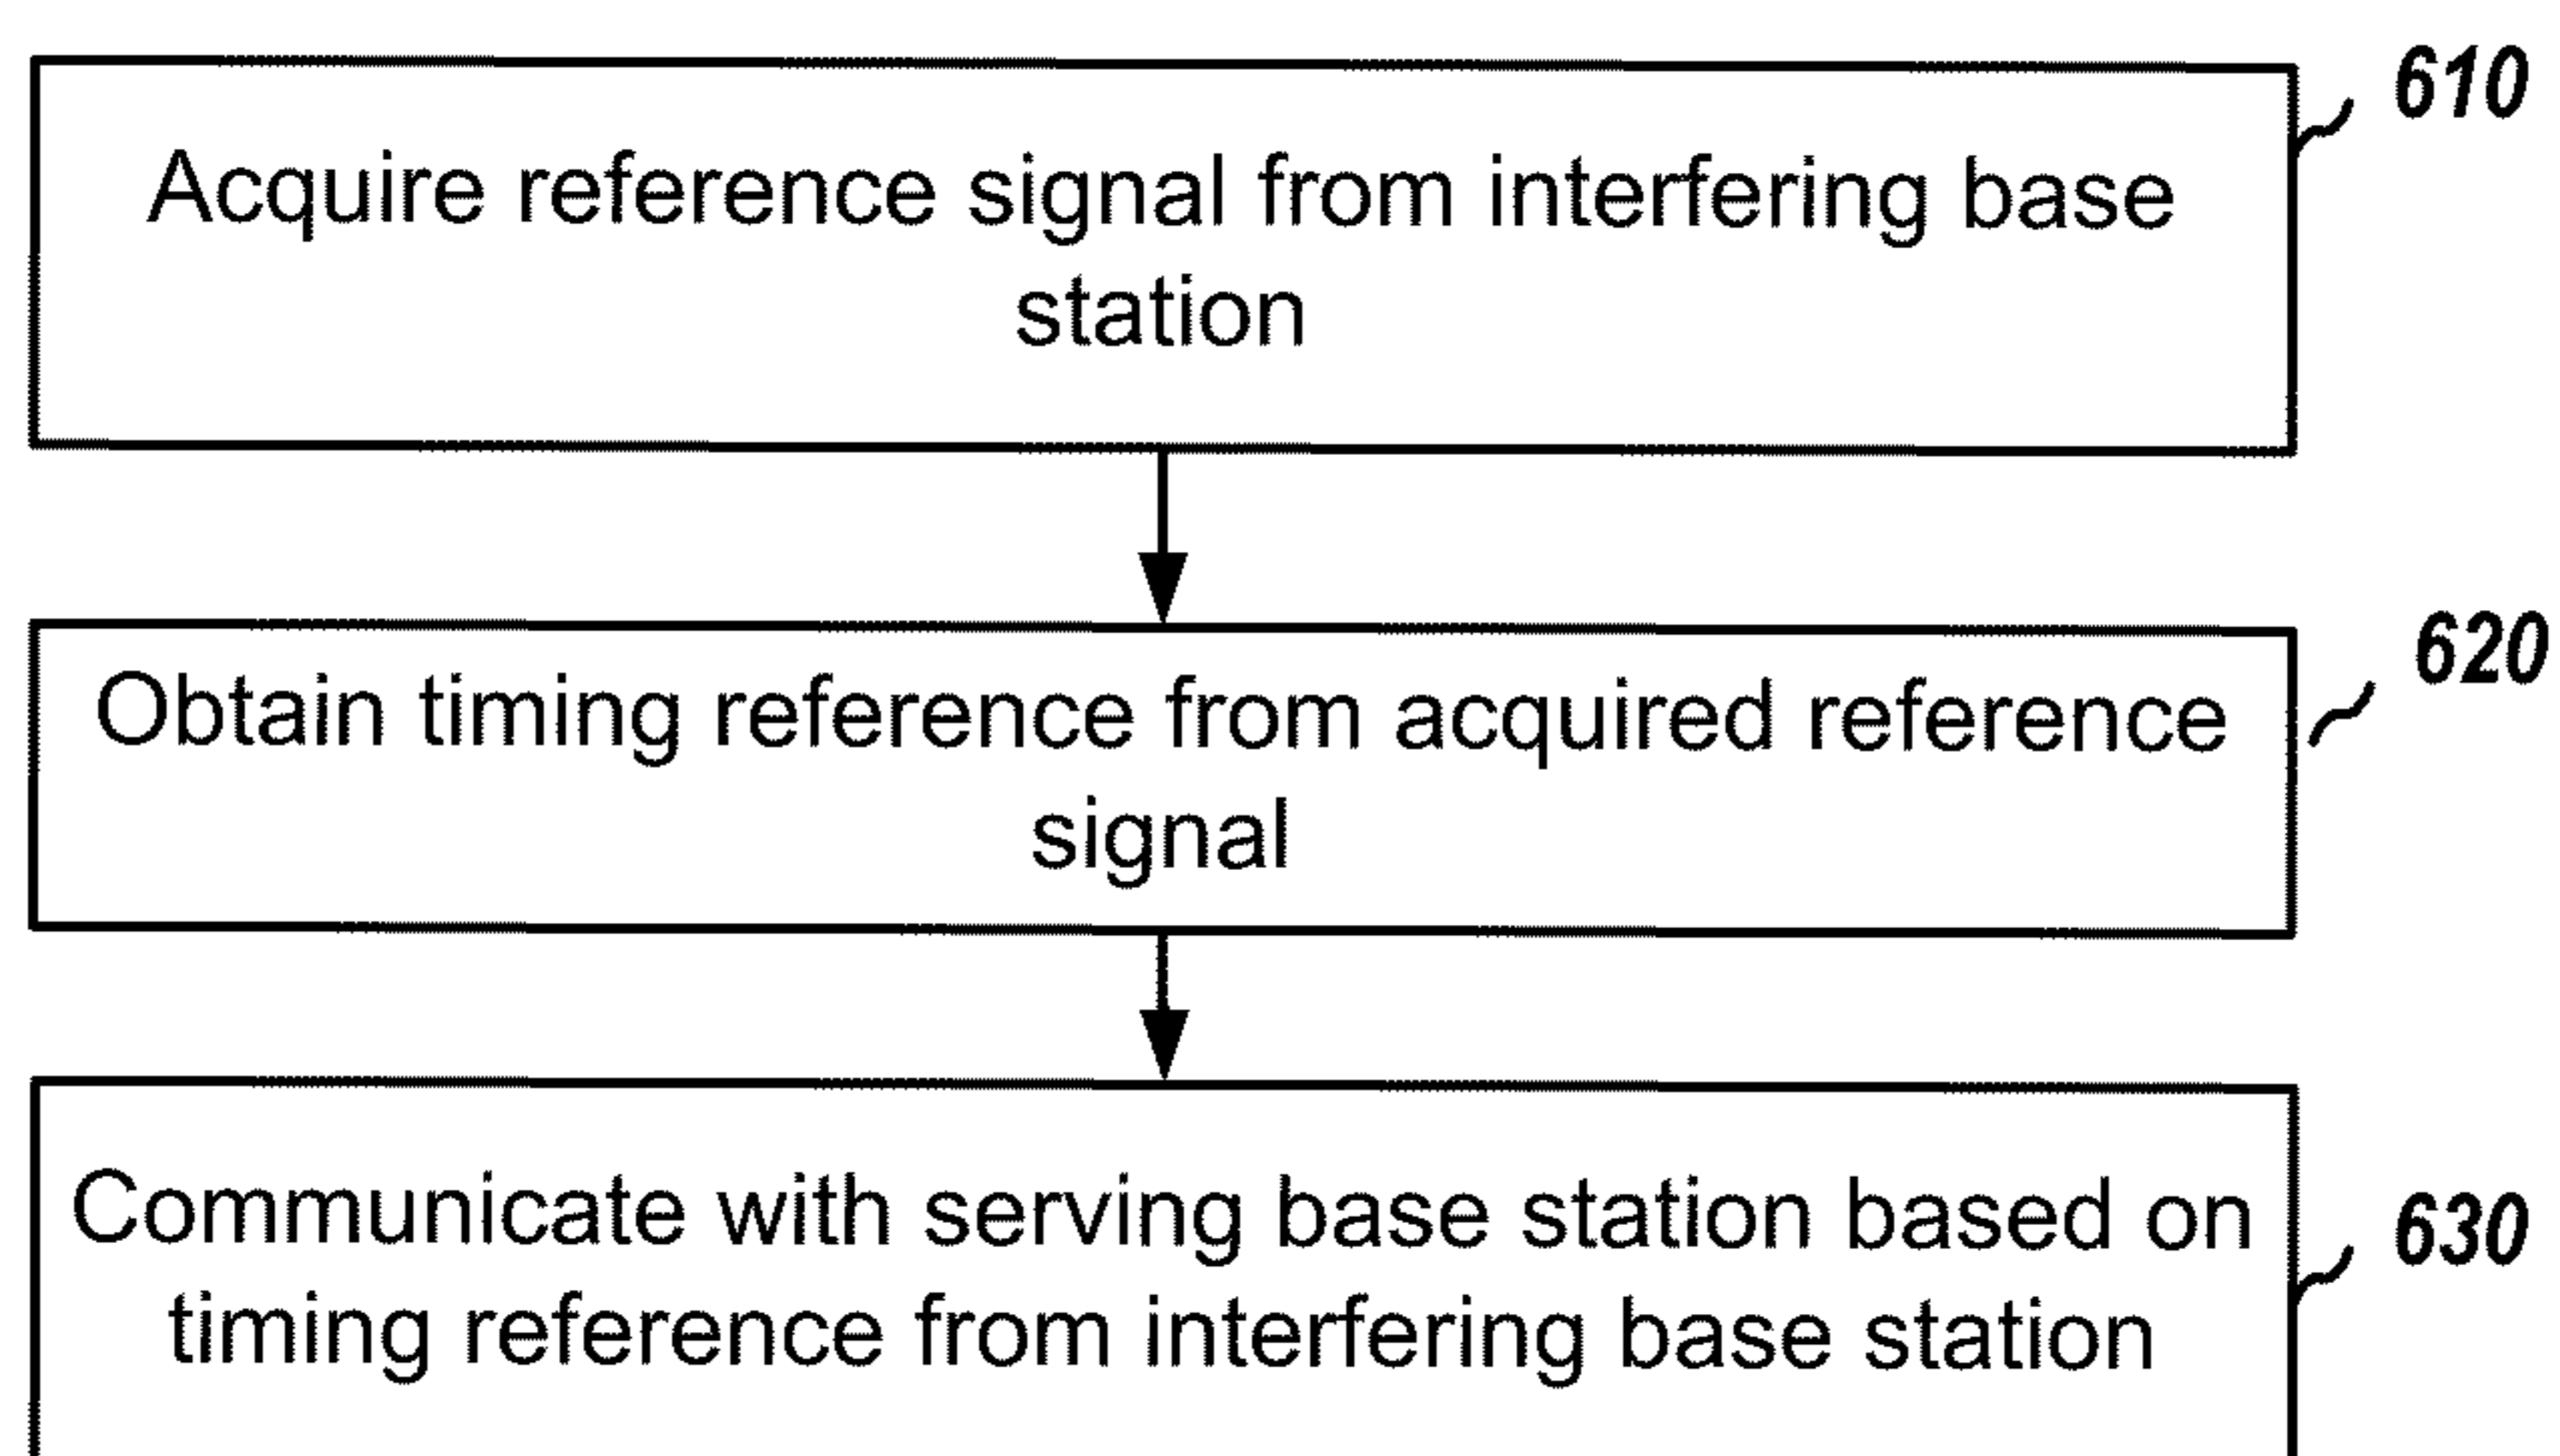 610
Acquire reference signal from interfering base
station
620
Obtain timing reference from acquired reference
signal
630
Communicate with serving base station based on
timing reference from interfering base station